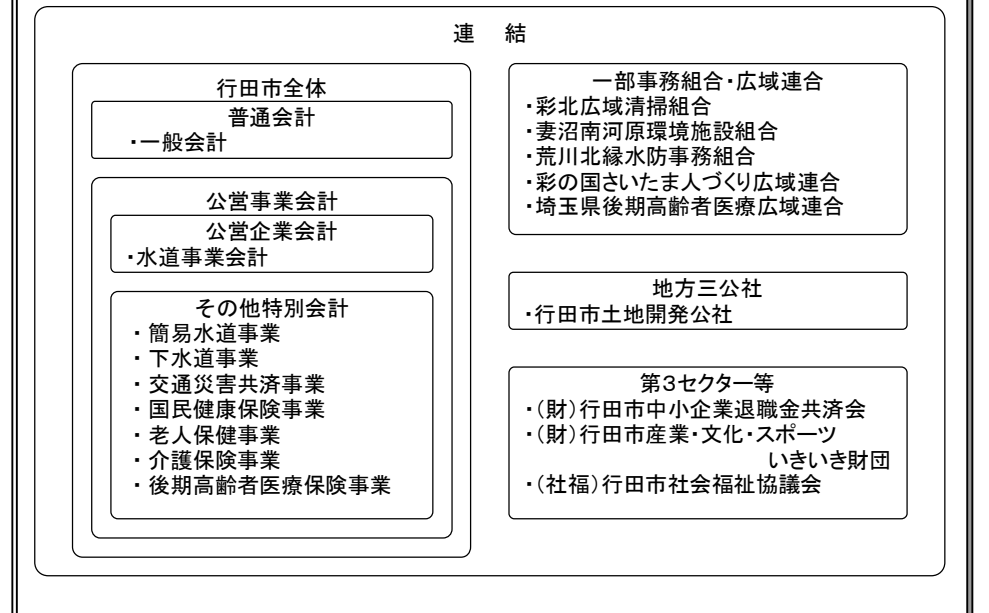 連 結
行田市全体
普通会計
・一般会計
公営事業会計
公営企業会計
・水道事業会計
その他特別会計
・簡易水道事業
・下水道事業
・交通災害共済事業
・国民健康保険事業
・老人保健事業
・介護保険事業
・後期高齢者医療保険事業
一部事務組合・広域連合
・彩北広域清掃組合
・妻沼南河原環境施設組合
・荒川北縁水防事務組合
・彩の国さいたま人づくり広域連合
・埼玉県後期高齢者医療広域連合
地方三公社
・行田市土地開発公社
第3セクター等
・(財)行田市中小企業退職金共済会
・(財)行田市産業・文化・スポーツ
いきいき財団
・(社福)行田市社会福祉協議会